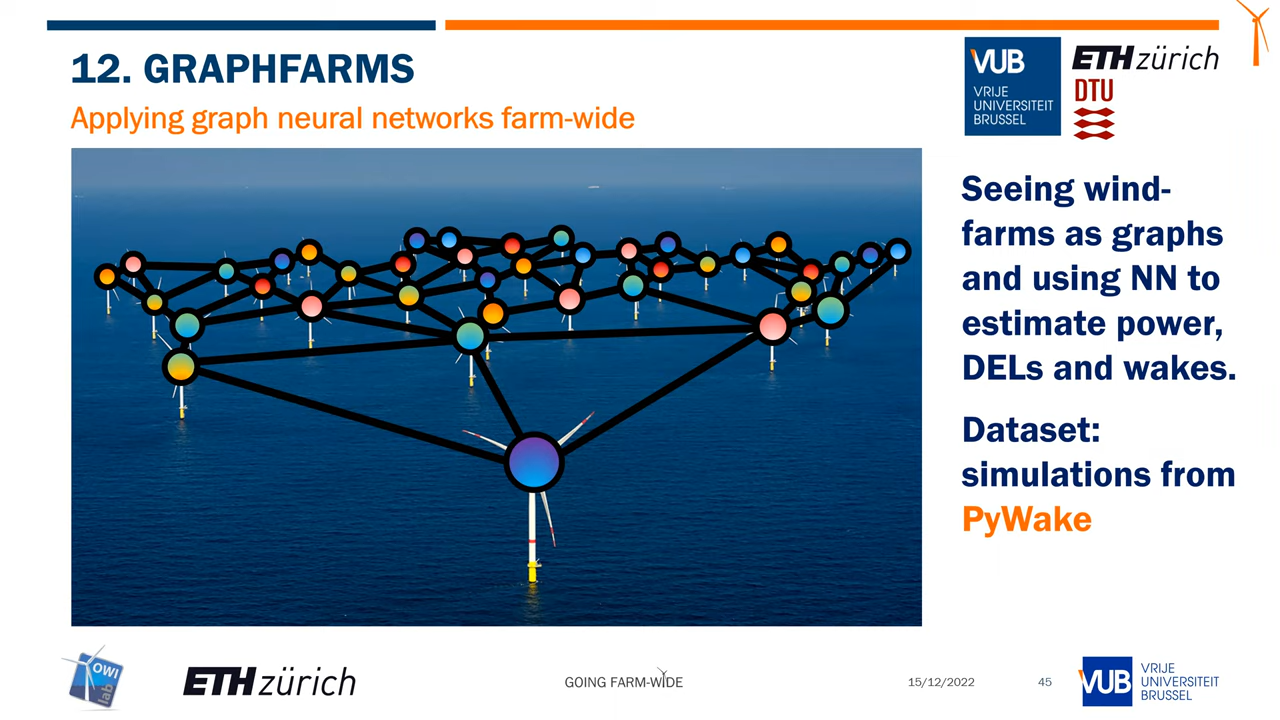 12. GRAPHFARMS
Applying graph neural networks farm-wide
VUB
VRIJE
UNIVERSITEIT
BRUSSEL
ETH zürich
DTU
Seeing wind-
farms as graphs
and using NN to
estimate power,
DELs and wakes.
Dataset:
simulations from
PyWake
OWI
lab
ETH zürich
GOING FARM-WIDE
15/12/2022
45
VUB
VRIJE
UNIVERSITEIT
BRUSSEL